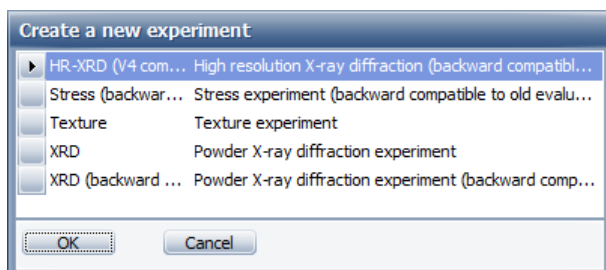 Create a new experiment
HR-XRD (V4 com... High resolution X-ray diffraction (backward compatibl...
Stress (backwar... Stress experiment (backward compatible to old evalu...
Texture Texture experiment
XRD Powder X-ray diffraction experiment
XRD (backward ... Powder X-ray diffraction experiment (backward comp...
OK Cancel